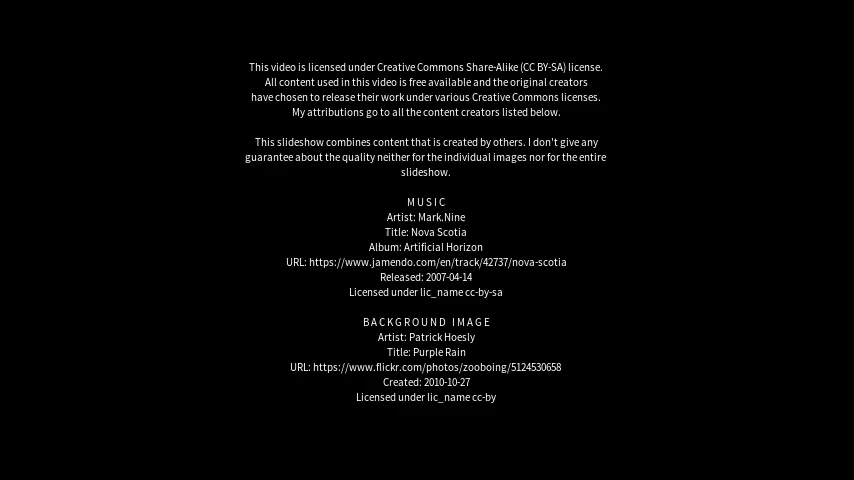 This video is licensed under Creative Commons Share-Alike (CC BY-SA) license.
All content used in this video is free available and the original creators
have chosen to release their work under various Creative Commons licenses.
My attributions go to all the content creators listed below.
This slideshow combines content that is created by others. I don't give any
guarantee about the quality neither for the individual images nor for the entire
slideshow.
MUSIC
Artist: Mark.Nine
Title: Nova Scotia
Album: Artificial Horizon
URL: https://www.jamendo.com/en/track/42737/nova-scotia
Released: 2007-04-14
Licensed under lic_name cc-by-sa
BACKGROUND IMAGE
Artist: Patrick Hoesly
Title: Purple Rain
URL: https://www.flickr.com/photos/zooboing/5124530658
Created: 2010-10-27
Licensed under lic_name cc-by